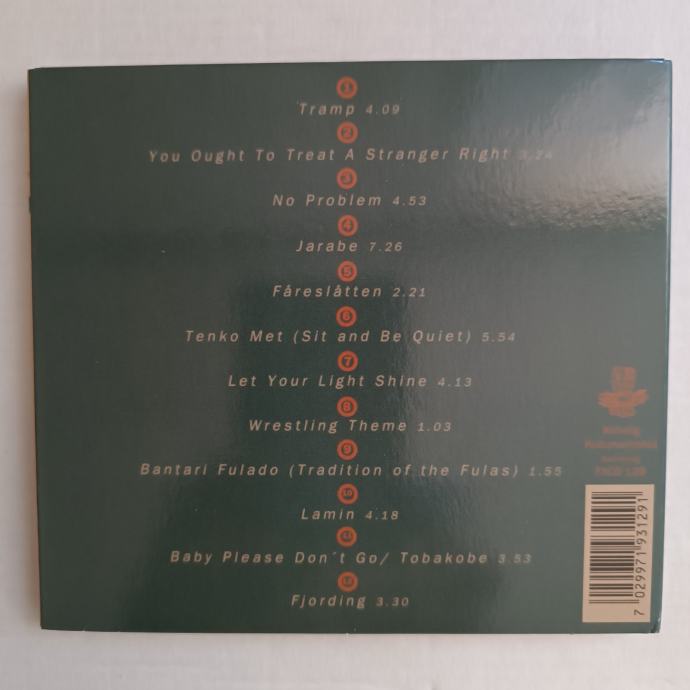 1
Tramp 4.09
2
You Ought To Treat A Stranger Right 3.24
3
No Problem 4.53
4
Jarabe 7.26
5
Fåreslåtten 2.21
6
Tenko Met (Sit and Be Quiet) 5.54
7
Let Your Light Shine 4.13
8
Wrestling Theme 1.03
9
Bantari Fulado (Tradition of the Fulas) 1.55
10
Lamin 4.18
11
Baby Please Don´t Go/ Tobakobe 3.53
12
Fjording 3.30
7 029971 931291